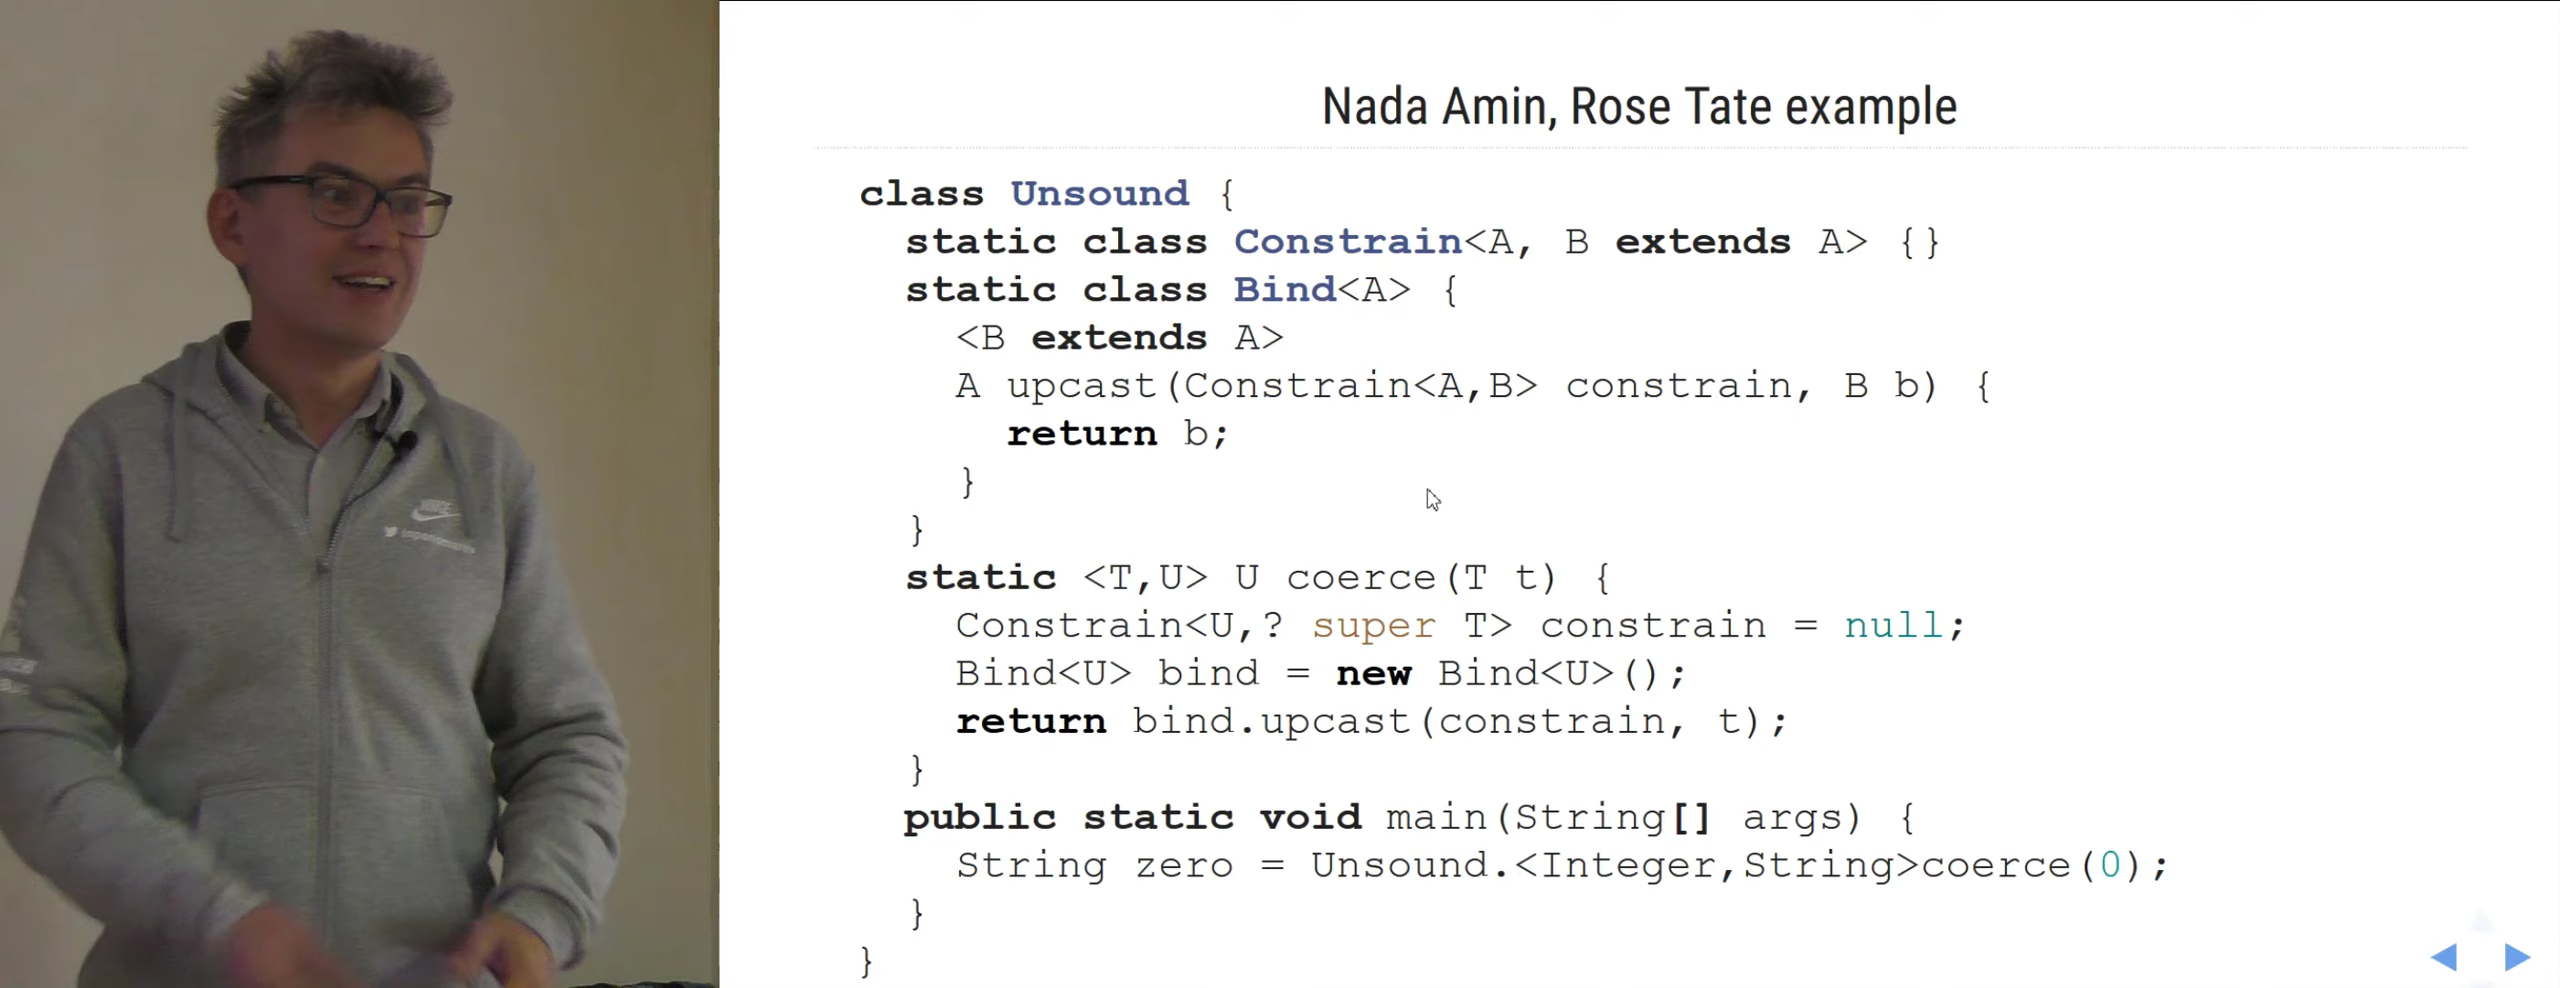 Nada Amin, Rose Tate example
class Unsound {
static class Constrain<A, B extends A> {}
static class Bind<A> {
<B extends A>
A upcast(Constrain<A,B> constrain, B b) {
return b;
}
}
static <T,U> U coerce(T t) {
Constrain<U,? super T> constrain = null;
Bind<U> bind = new Bind<U>();
return bind.upcast(constrain, t);
}
public static void main(String[] args) {
String zero = Unsound.<Integer,String>coerce(0);
}
}